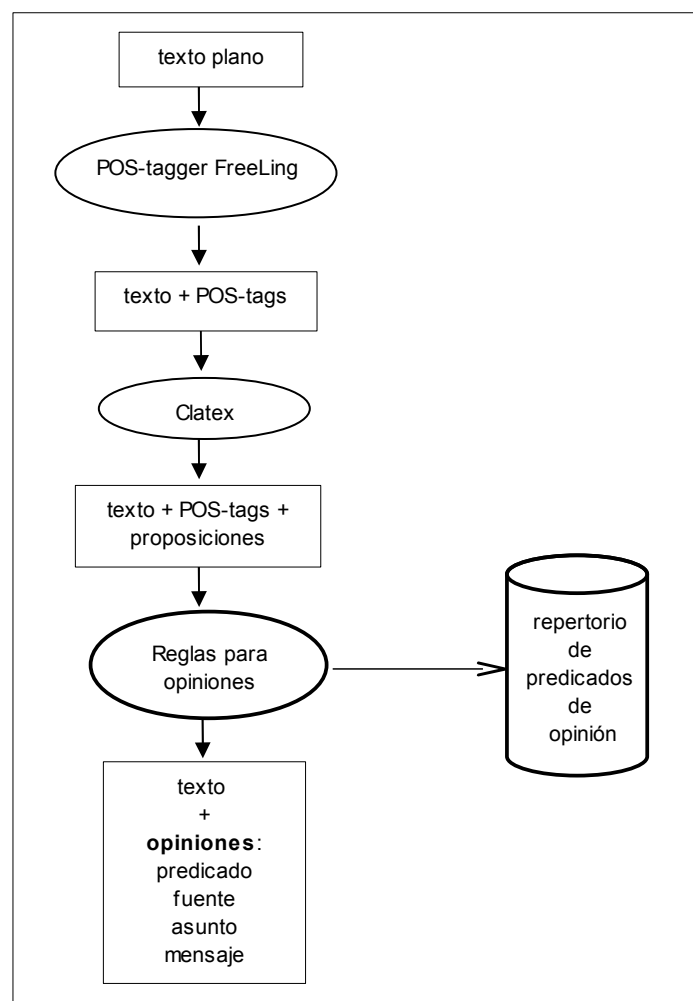 texto plano
POS-tagger FreeLing
texto + POS-tags
Clatex
texto + POS-tags +
proposiciones
Reglas para
opiniones
repertorio
de
predicados
de
opinión
texto
+
opiniones:
predicado
fuente
asunto
mensaje